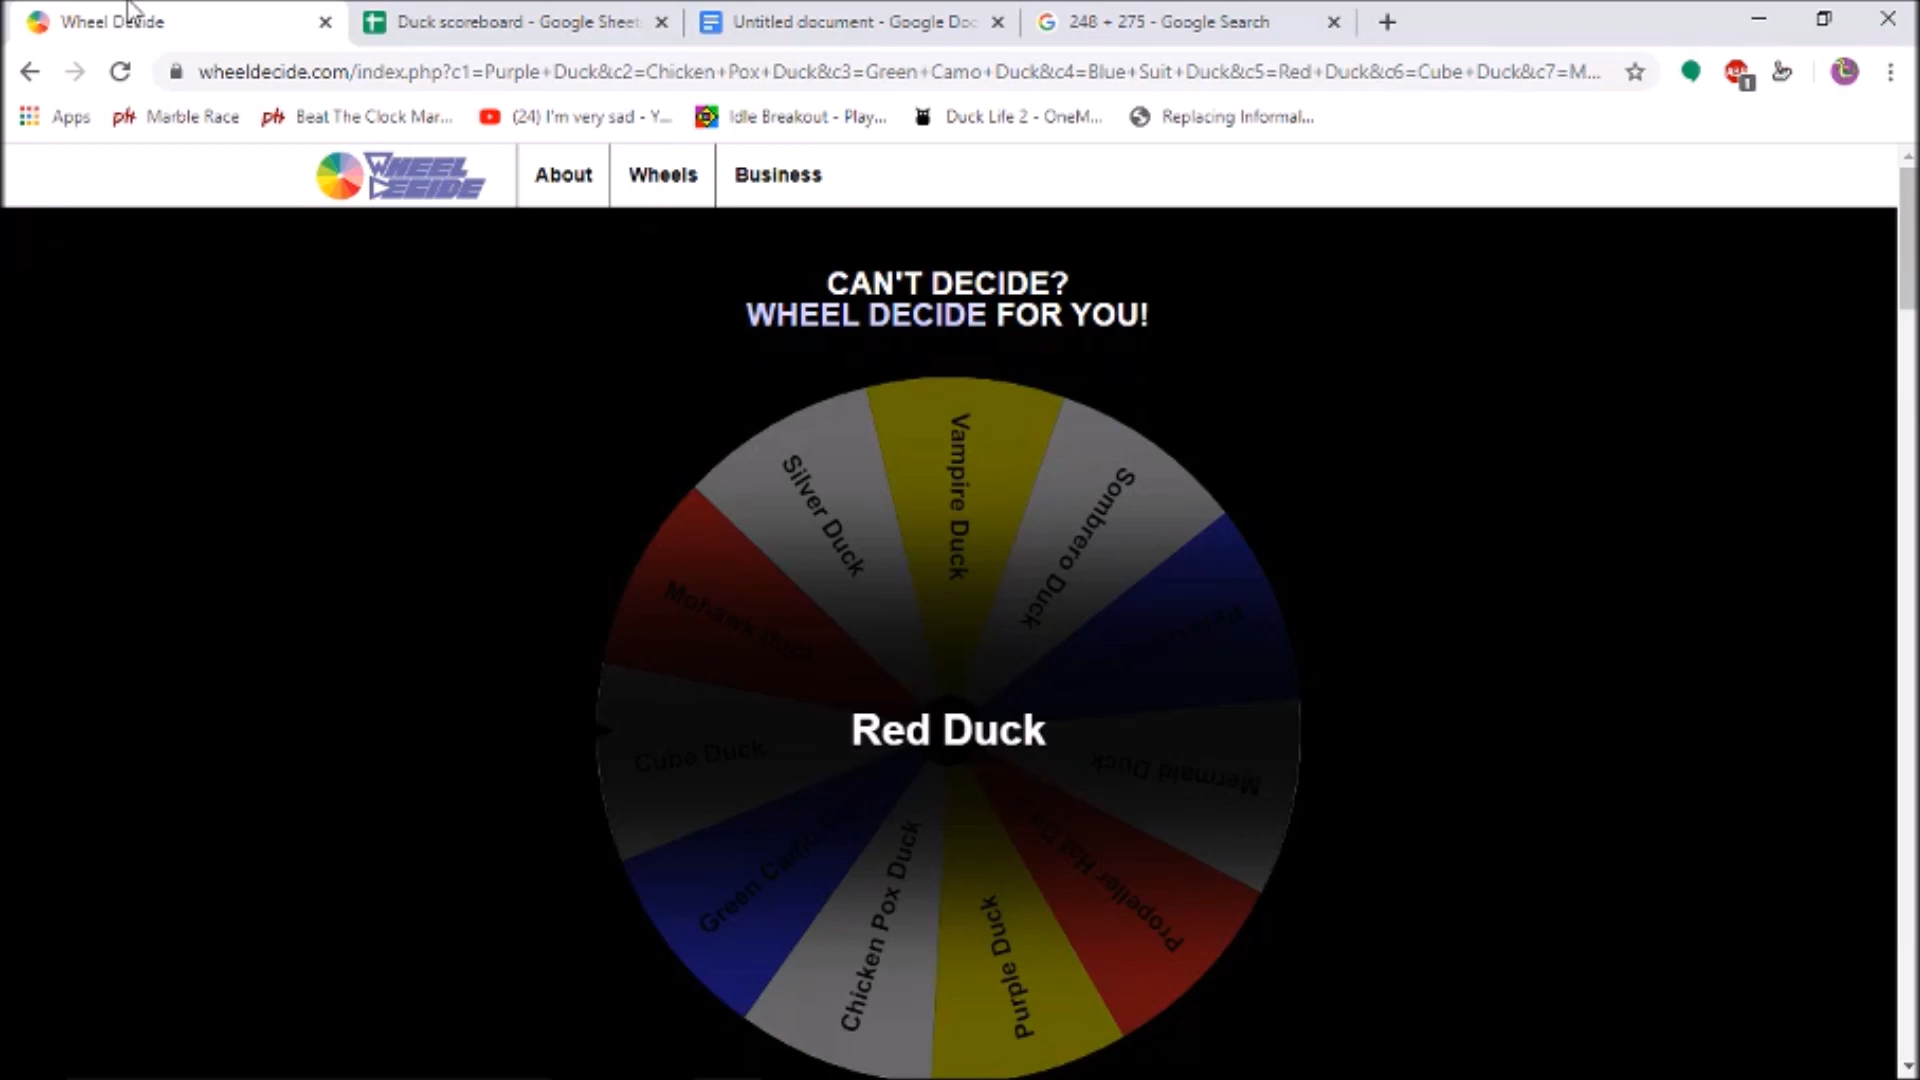 Wheel Decide
Duck scoreboard - Google Sheet
Untitled document - Google Doc
248 + 275 - Google Search
wheeldecide.com/index.php?c1=Purple+Duck&c2=Chicken+Pox+Duck&c3=Green+Camo+Duck&c4=Blue+Suit+Duck&c5=Red+Duck&c6=Cube+Duck&c7=M...
1
Apps
Marble Race
Beat The Clock Mar...
(24) I'm very sad - Y...
Idle Breakout - Play...
Duck Life 2 - OneM...
Replacing Informal...
WHEEL DECIDE
About
Wheels
Business
CAN'T DECIDE?
WHEEL DECIDE FOR YOU!
Vampire Duck
Sombrero Duck
Silver Duck
Mohawk duck
Cube Duck
Red Duck
Mermaid Duck
Green Camo
Chicken Pox Duck
Purple Duck
Propeller Hat